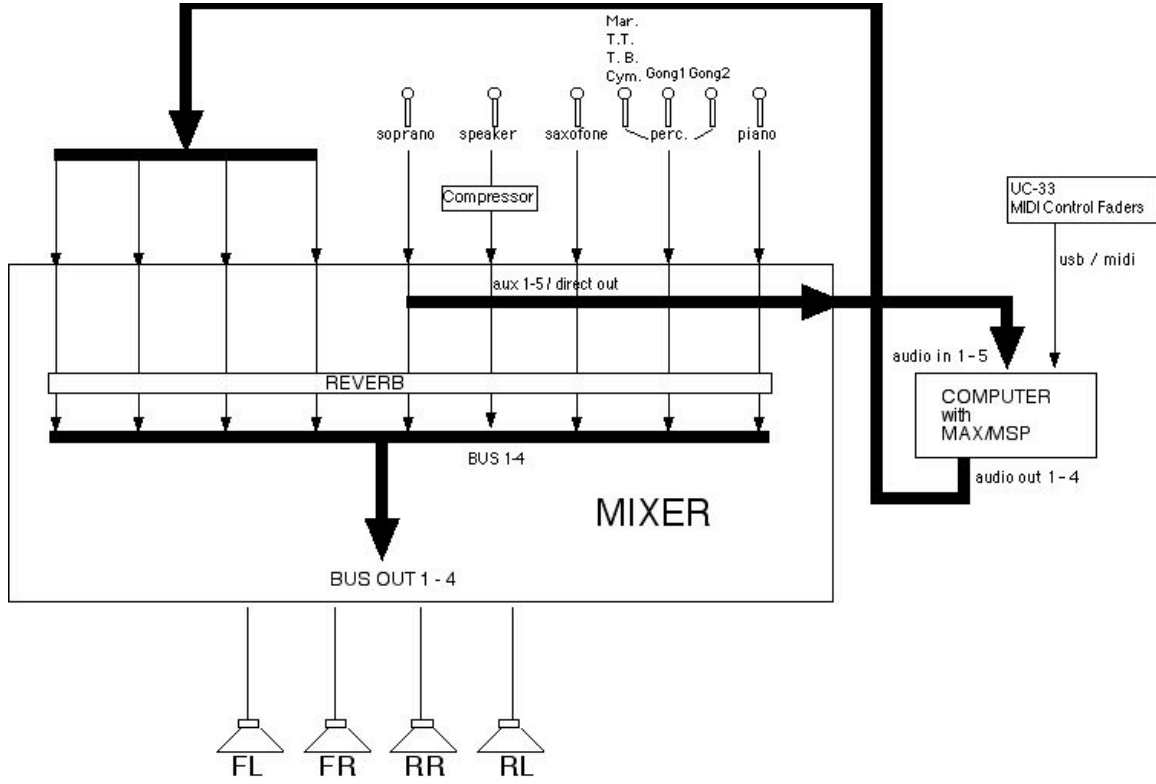 Mar.
T.T.
T. B.
Cym. Gong1 Gong2
soprano speaker saxofone perc. piano
Compressor
UC-33
MIDI Control Faders
usb / midi
aux 1-5 / direct out
audio in 1-5
REVERB
COMPUTER
with
MAX/MSP
BUS 1-4
audio out 1-4
MIXER
BUS OUT 1 - 4
FL FR RR RL